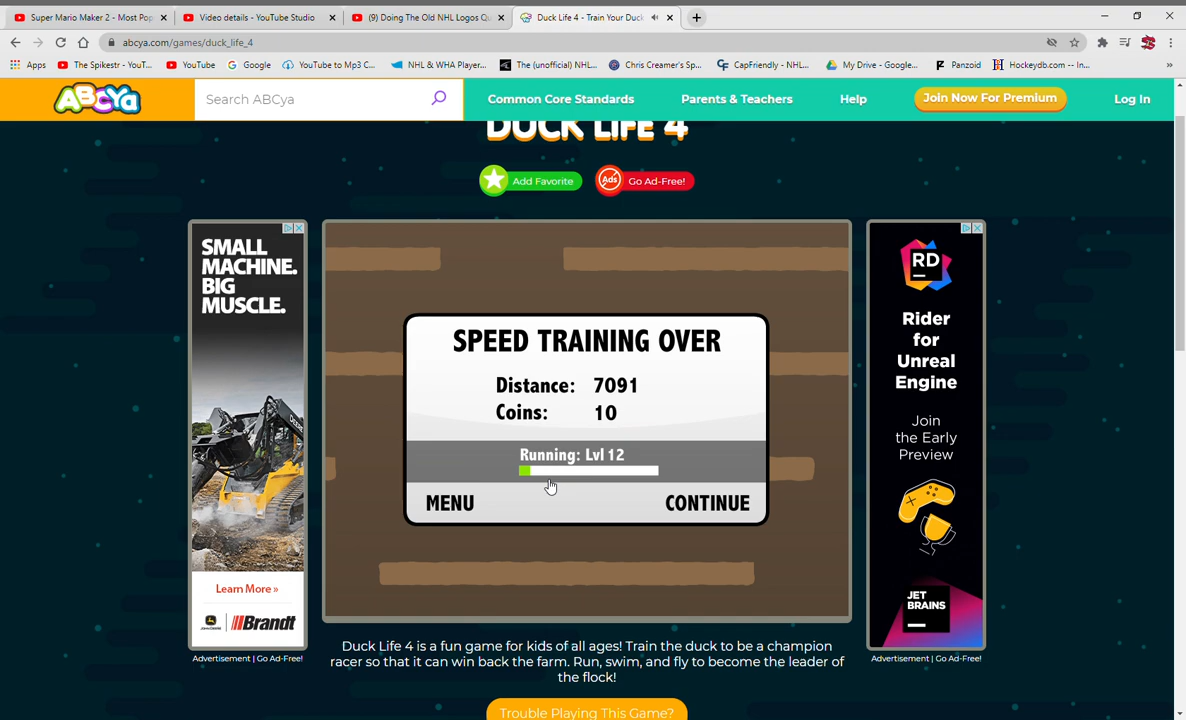 Super Mario Maker 2 - Most Pop
Video details - YouTube Studio
(9) Doing The Old NHL Logos Qu
Duck Life 4 - Train Your Duck
abcya.com/games/duck_life_4
Apps
The Spikestr - YouT...
YouTube
Google
YouTube to Mp3 C...
NHL & WHA Player...
The (unofficial) NHL...
Chris Creamer's Sp...
CapFriendly - NHL...
My Drive - Google...
Panzoid
Hockeydb.com -- In...
»
ABCYa
Search ABCya
Common Core Standards
Parents & Teachers
Help
Join Now For Premium
Log In
DUCK LIFE 4
Add Favorite
Ads
Go Ad-Free!
SMALL
MACHINE.
BIG
MUSCLE.
Learn More »
Brandt
Advertisement | Go Ad-Free!
SPEED TRAINING OVER
Distance: 7091
Coins: 10
Running: Lvl 12
MENU
CONTINUE
RD
Rider
for
Unreal
Engine
Join
the Early
Preview
JET
BRAINS
Advertisement | Go Ad-Free!
Duck Life 4 is a fun game for kids of all ages! Train the duck to be a champion
racer so that it can win back the farm. Run, swim, and fly to become the leader of
the flock!
Trouble Playing This Game?